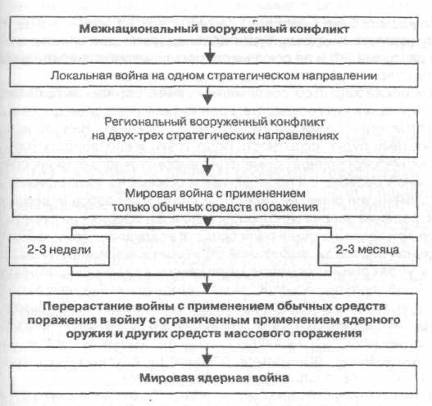 Межнациональный вооруженный конфликт
Локальная война на одном стратегическом направлении
Региональный вооруженный конфликт
на двух-трех стратегических направлениях
Мировая война с применением
только обычных средств поражения
2-3 недели
2-3 месяца
Перерастание войны с применением обычных средств
поражения в войну с ограниченным применением ядерного
оружия и других средств массового поражения
Мировая ядерная война